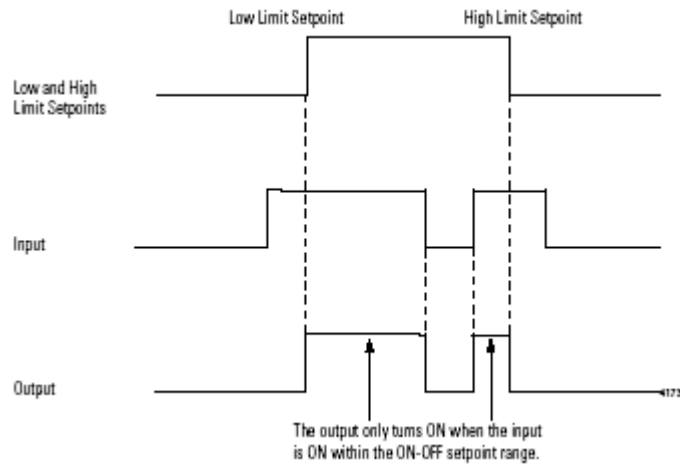 Low Limit Setpoint
High Limit Setpoint
Low and High
Limit Setpoints
Input
Output
The output only turns ON when the input
is ON within the ON-OFF setpoint range.